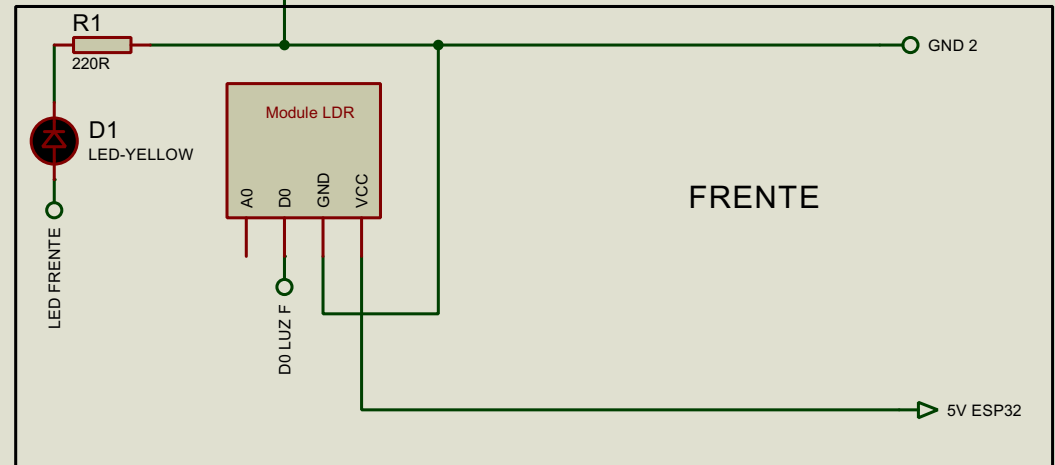 R1
220R
GND 2
Module LDR
D1
LED-YELLOW
A0
D0
GND
VCC
FRENTE
LED FRENTE
D0 LUZ F
5V ESP32